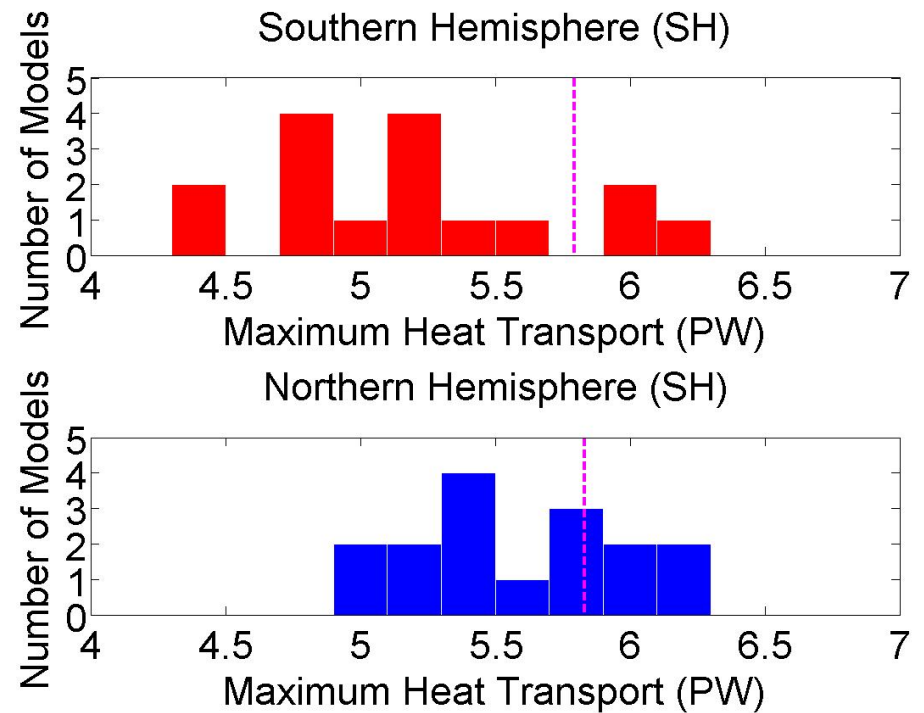 Southern Hemisphere (SH)
Number of Models
5
4
3
2
1
0
4 4.5 5 5.5 6 6.5 7
Maximum Heat Transport (PW)
Northern Hemisphere (SH)
Number of Models
5
4
3
2
1
0
4 4.5 5 5.5 6 6.5 7
Maximum Heat Transport (PW)